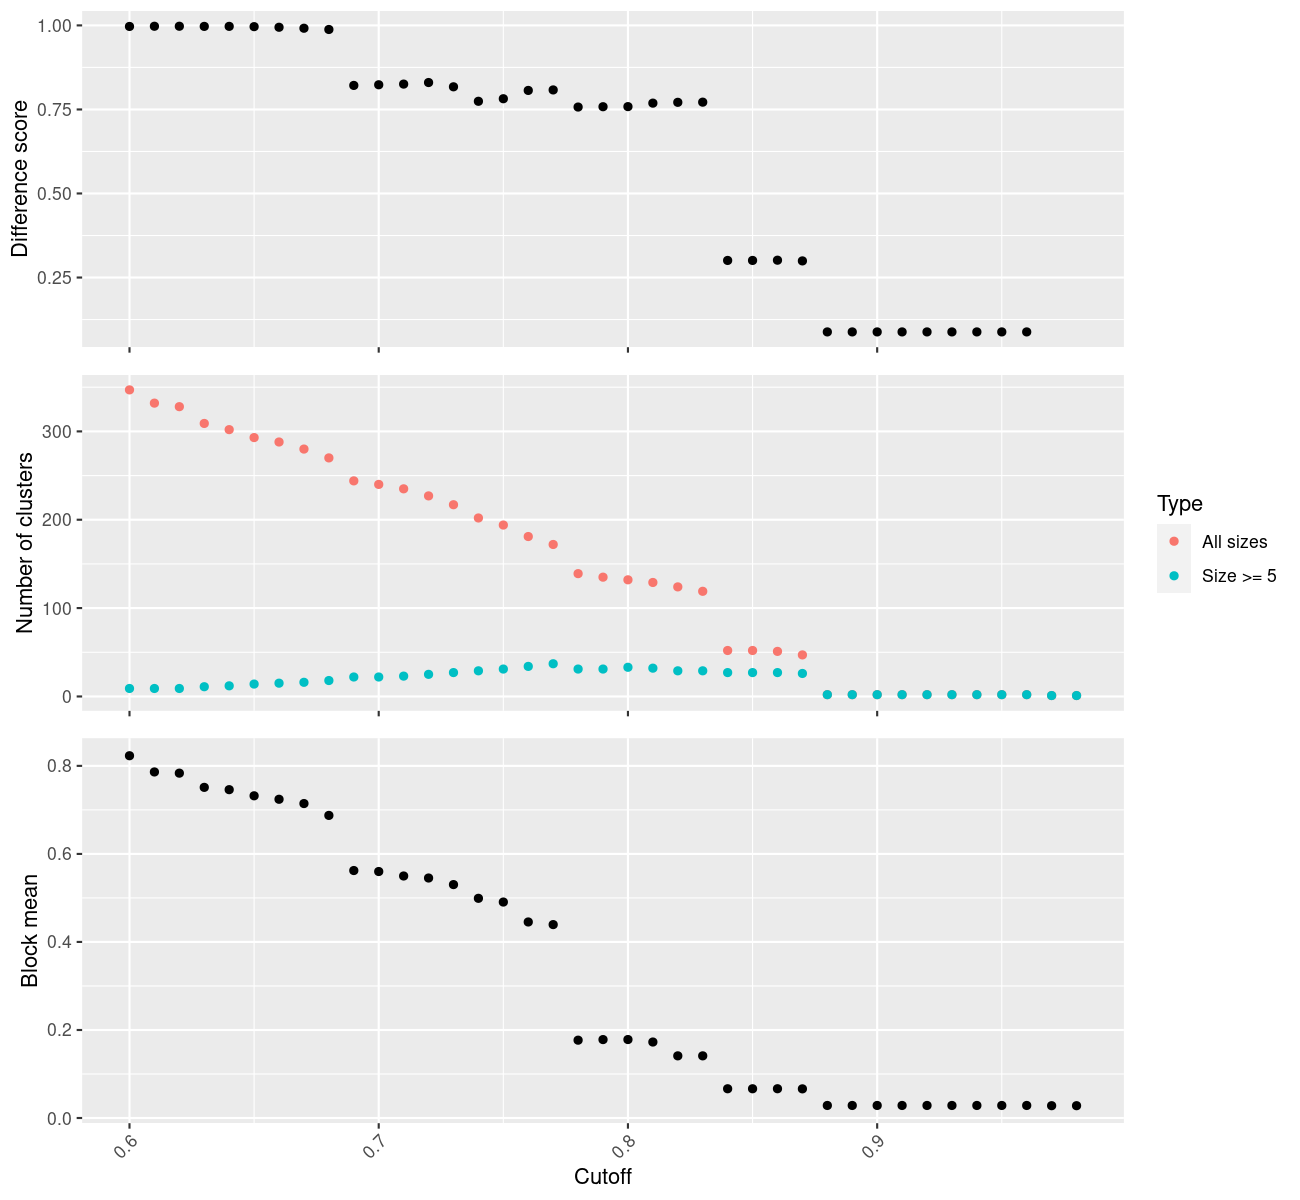 Difference score
1.00
0.75
0.50
0.25
Number of clusters
300
200
100
0
Type
All sizes
Size >= 5
Block mean
0.8
0.6
0.4
0.2
0.0
0.6 0.7 0.8 0.9
Cutoff